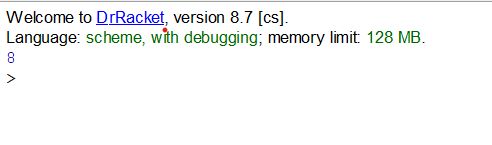 Welcome to DrRacket, version 8.7 [cs].
Language: scheme, with debugging; memory limit: 128 MB.
8
>